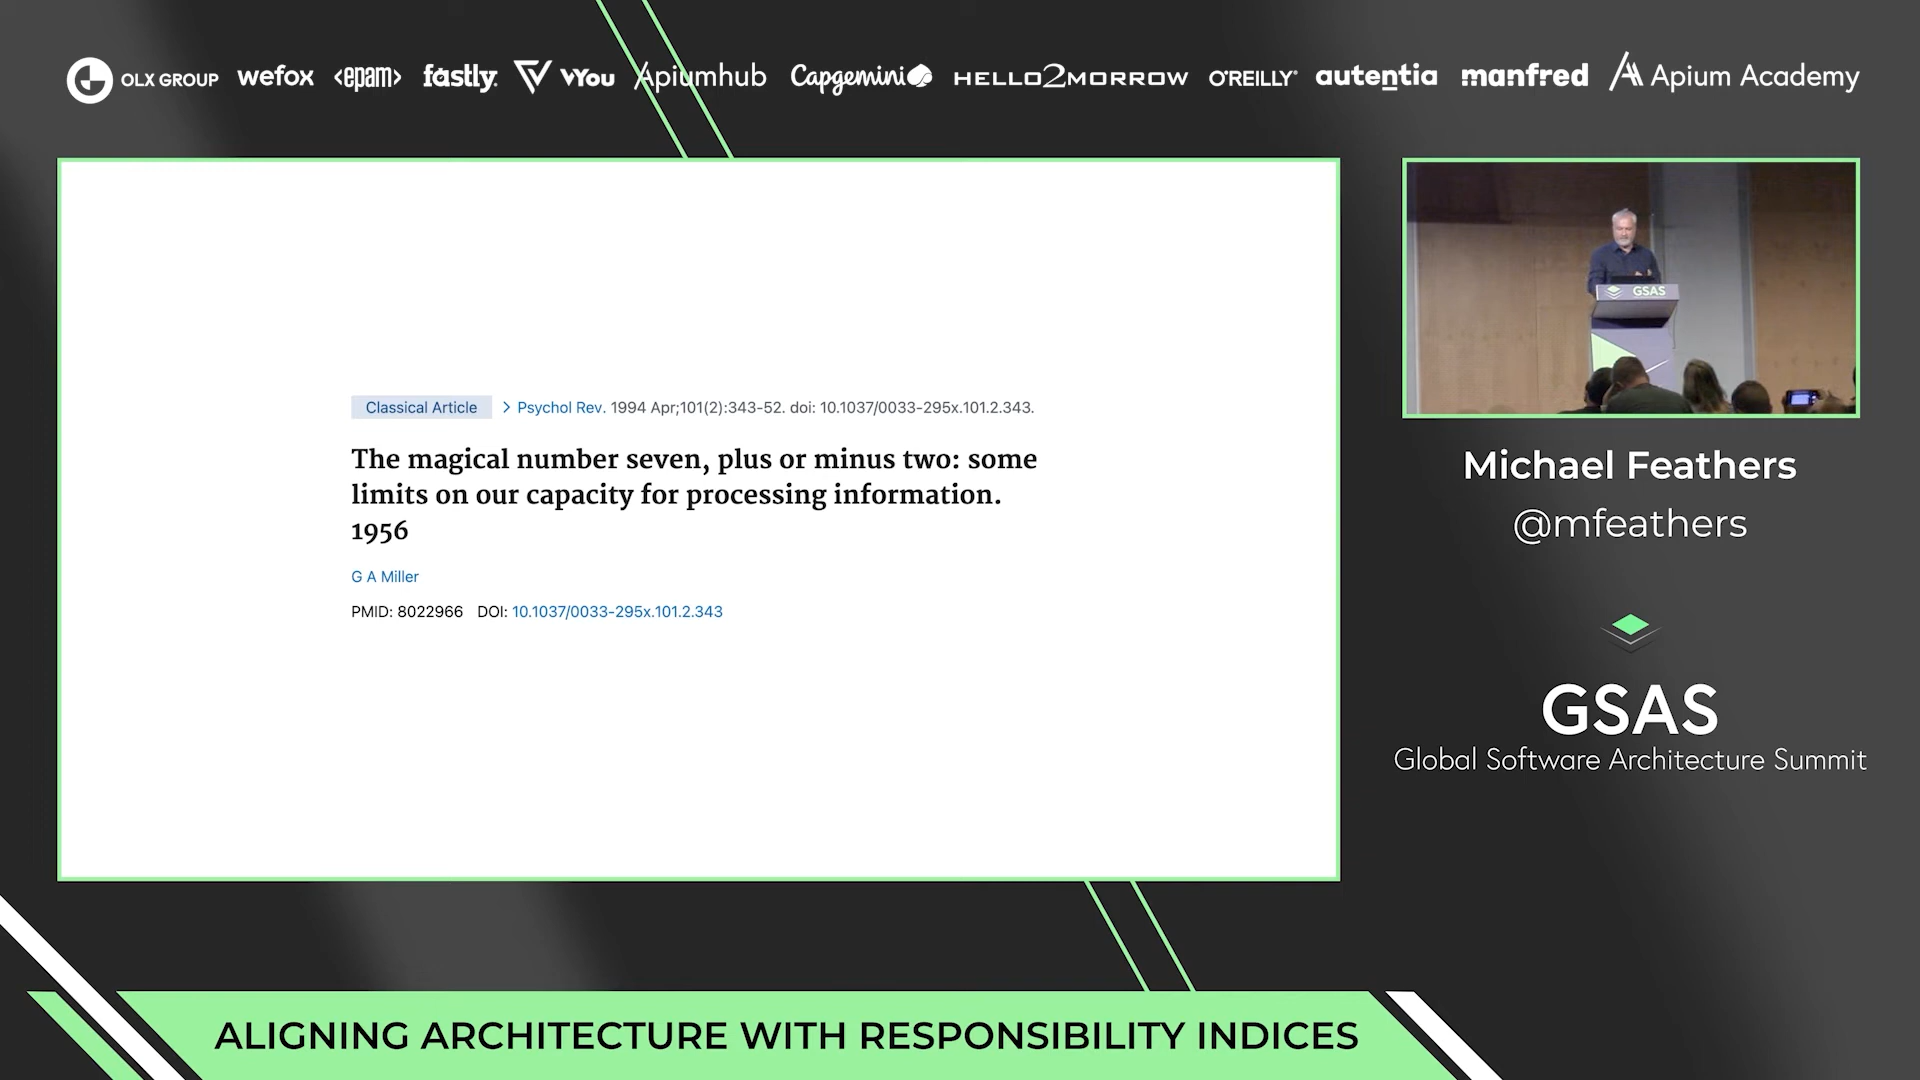 OLX GROUP wefox <epam> fastly. VYou Apiumhub Capgemini HELLO2MORROW O'REILLY® autentia manfred Apium Academy
GSAS
Classical Article > Psychol Rev. 1994 Apr;101(2):343-52. doi: 10.1037/0033-295x.101.2.343.
The magical number seven, plus or minus two: some
limits on our capacity for processing information.
1956
G A Miller
PMID: 8022966 DOI: 10.1037/0033-295x.101.2.343
Michael Feathers
@mfeathers
GSAS
Global Software Architecture Summit
ALIGNING ARCHITECTURE WITH RESPONSIBILITY INDICES